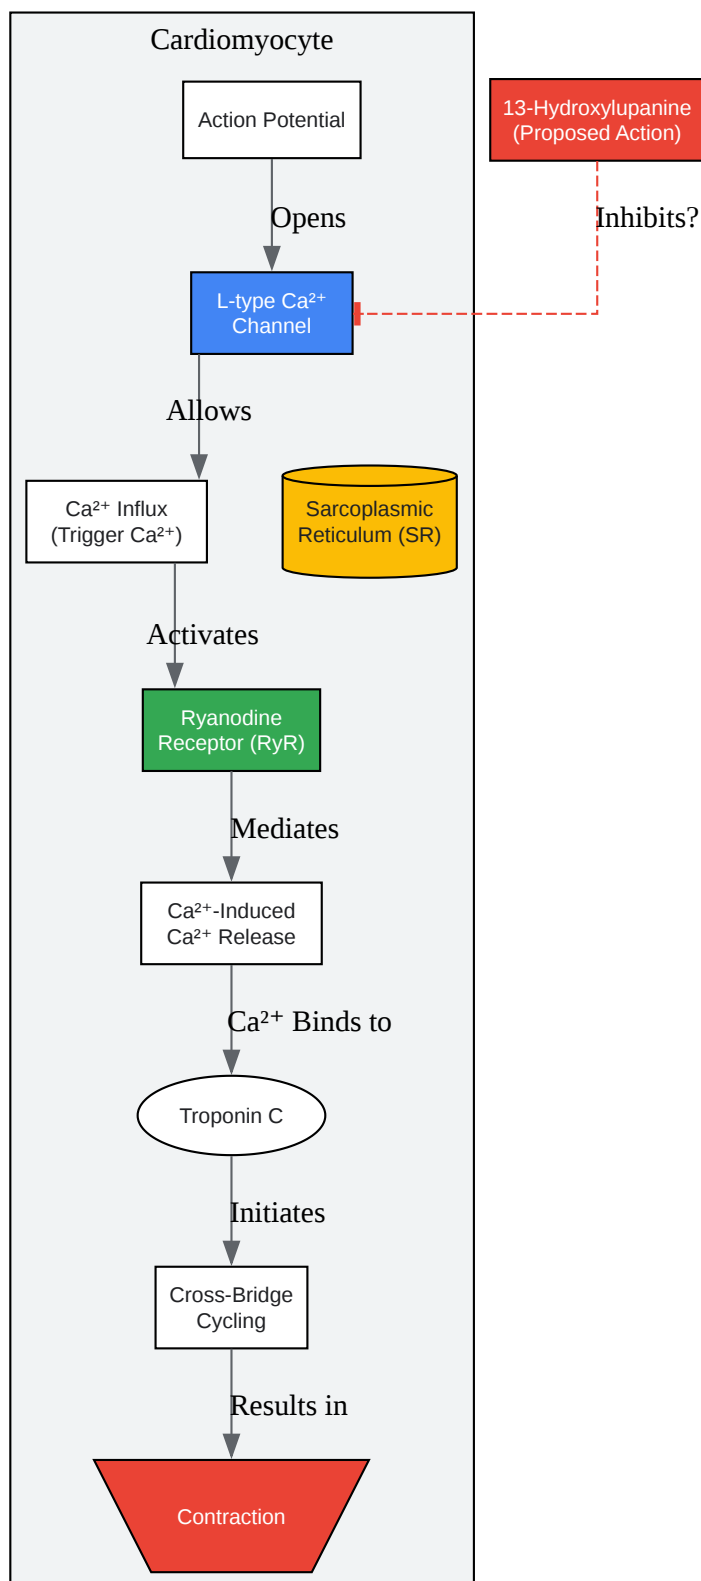 Cardiomyocyte
Action Potential
13-Hydroxylupanine
(Proposed Action)
Opens
Inhibits?
L-type Ca²⁺
Channel
Allows
Ca²⁺ Influx
(Trigger Ca²⁺)
Sarcoplasmic
Reticulum (SR)
Activates
Ryanodine
Receptor (RyR)
Mediates
Ca²⁺-Induced
Ca²⁺ Release
Ca²⁺ Binds to
Troponin C
Initiates
Cross-Bridge
Cycling
Results in
Contraction